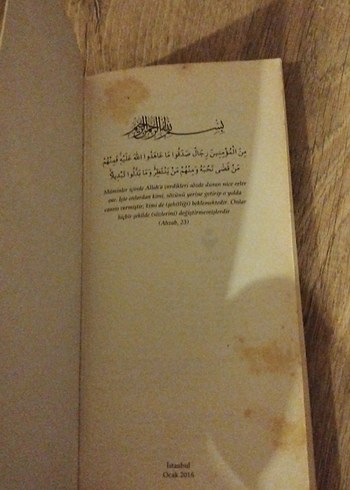 بسم الله الرحمن الرحيم
مِنَ الْمُؤْمِنِينَ رِجَالٌ صَدَقُوا مَا عَاهَدُوا اللَّهَ عَلَيْهِ فَمِنْهُمْ
مَنْ قَضَى نَحْبَهُ وَمِنْهُمْ مَنْ يَنْتَظِرُ وَمَا بَدَّلُوا تَبْدِيلًا
Müminler içinde Allah'a verdikleri sözde duran nice erler
var. İşte onlardan kimi, sözünü yerine getirip o yolda
canını vermiştir; kimi de (şehitliği) beklemektedir. Onlar
hiçbir şekilde (sözlerini) değiştirmemişlerdir.
(Ahzab, 23)
İstanbul
Ocak 2016